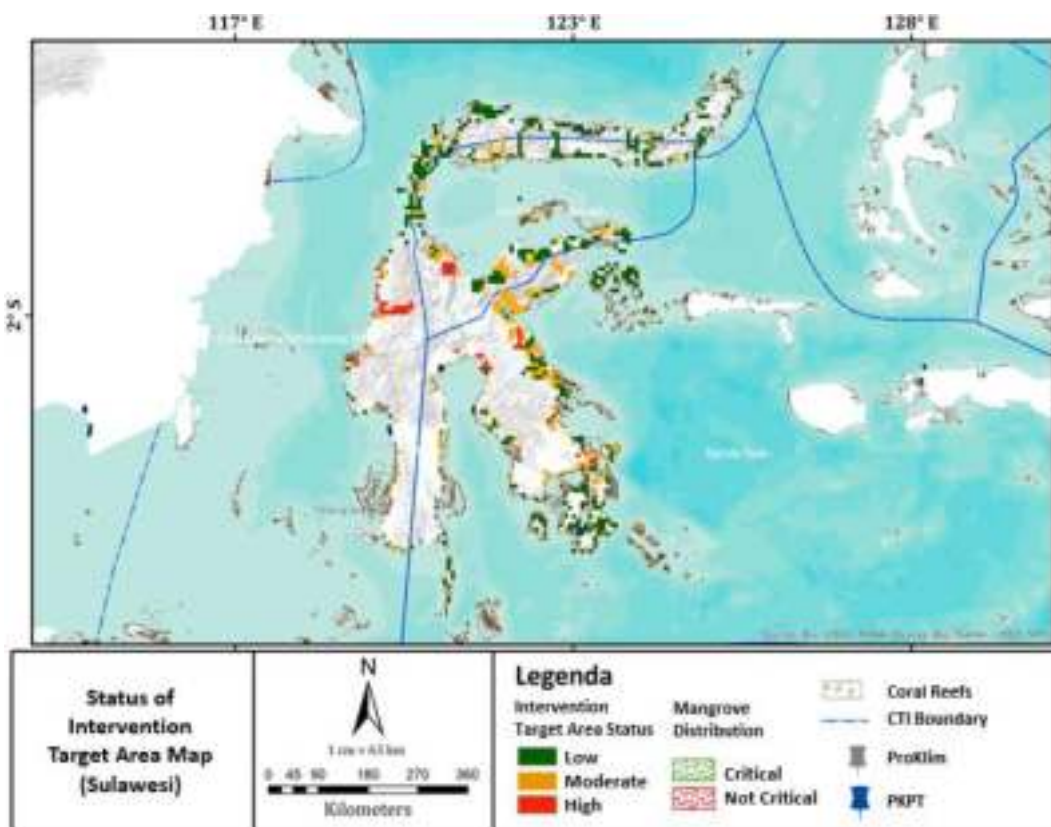 117° E 123° E 128° E
2° S
Status of
Intervention
Target Area Map
(Sulawesi)
N
0 45 90 180 270 360
Kilometers
Legenda
Intervention
Target Area Status
Low
Moderate
High
Mangrove
Distribution
Critical
Not Critical
Coral Reefs
CTI Boundary
ProKlim
PKPT